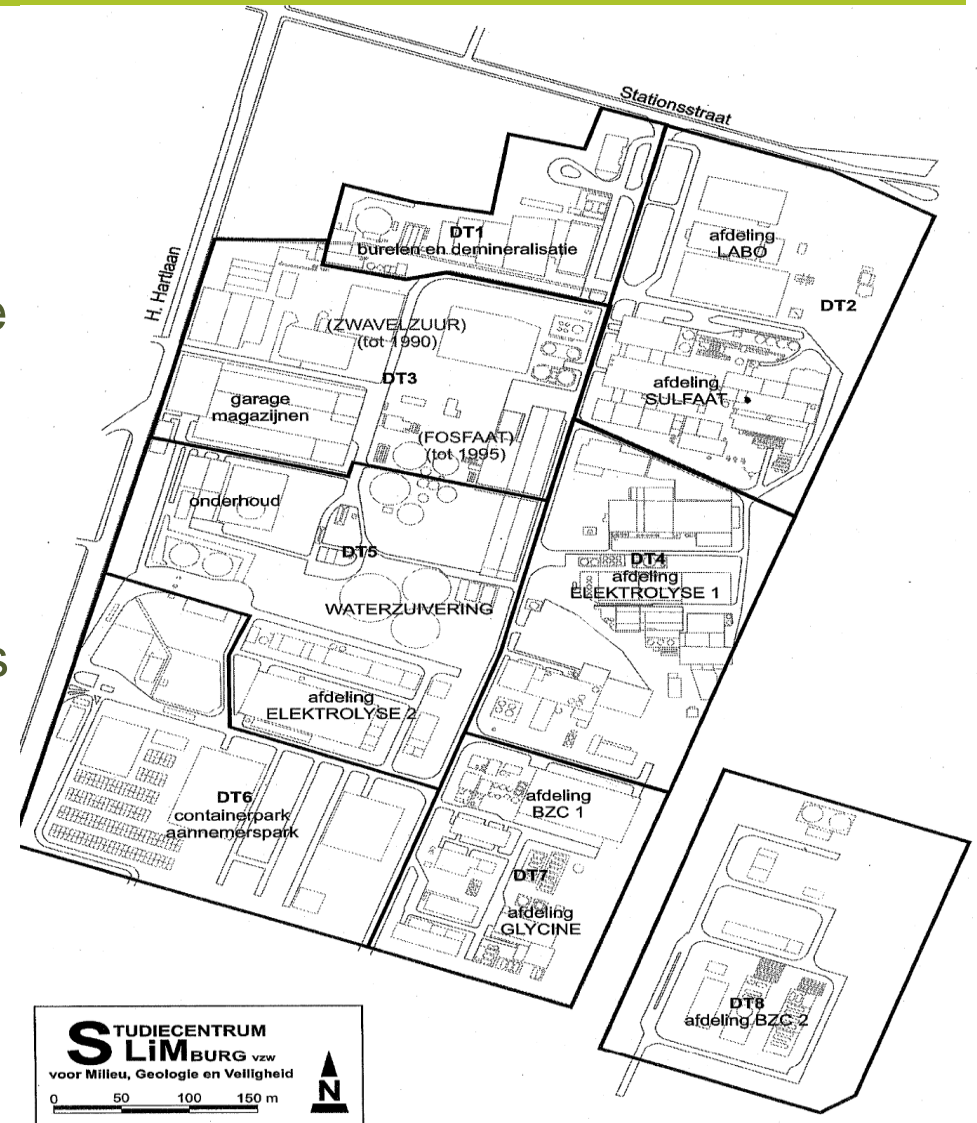 Stationsstraat
H. Hartlaan
DT1
burelen en demineralisatie
afdeling
LABO
DT2
(ZWAVELZUUR)
(tot 1990)
DT3
garage
magazijnen
afdeling
SULFAAT
(FOSFAAT)
(tot 1995)
onderhoud
DT5
DT4
afdeling
ELEKTROLYSE 1
WATERZUIVERING
afdeling
ELEKTROLYSE 2
DT6
containerpark
aannemerspark
afdeling
BZC 1
DT7
afdeling
GLYCINE
DT8
afdeling BZC 2
STUDIECENTRUM
LiMBURG vzw
voor Milieu, Geologie en Veiligheid
N
0 50 100 150 m
e
s